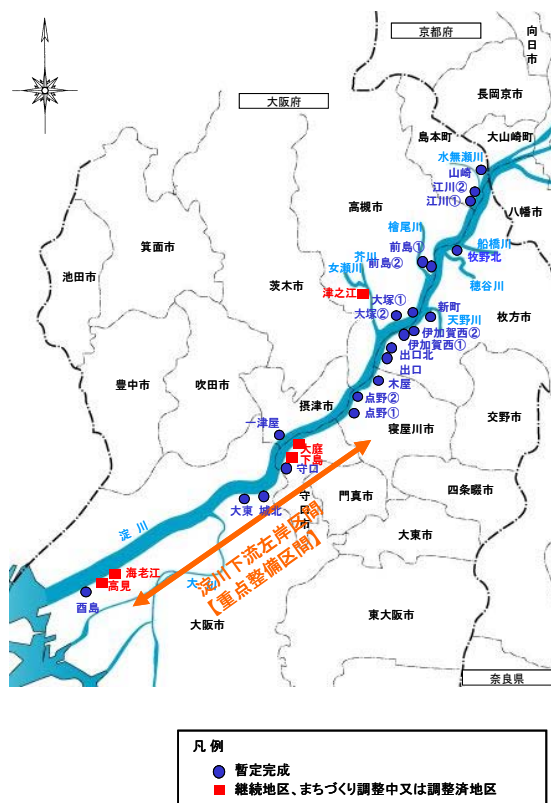 京都府
向日市
長岡京市
大阪府
島本町
大山崎町
水無瀬川
山崎
江川②
江川①
高槻市
八幡市
檜尾川
船橋川
前島①
牧野北
箕面市
芥川
前島②
女瀬川
穂谷川
池田市
茨木市
津之江
大塚①
新町
大塚②
天野川
枚方市
伊加賀西②
伊加賀西①
出口北
出口
豊中市
吹田市
木屋
摂津市
点野②
交野市
点野①
一津屋
寝屋川市
大庭
下島
守口
四条畷市
門真市
守口市
大東
城北
淀川
大東市
淀川下流左岸区間
【重点整備区間】
海老江
大川
高見
酉島
大阪市
東大阪市
奈良県
凡例
暫定完成
継続地区、まちづくり調整中又は調整済地区